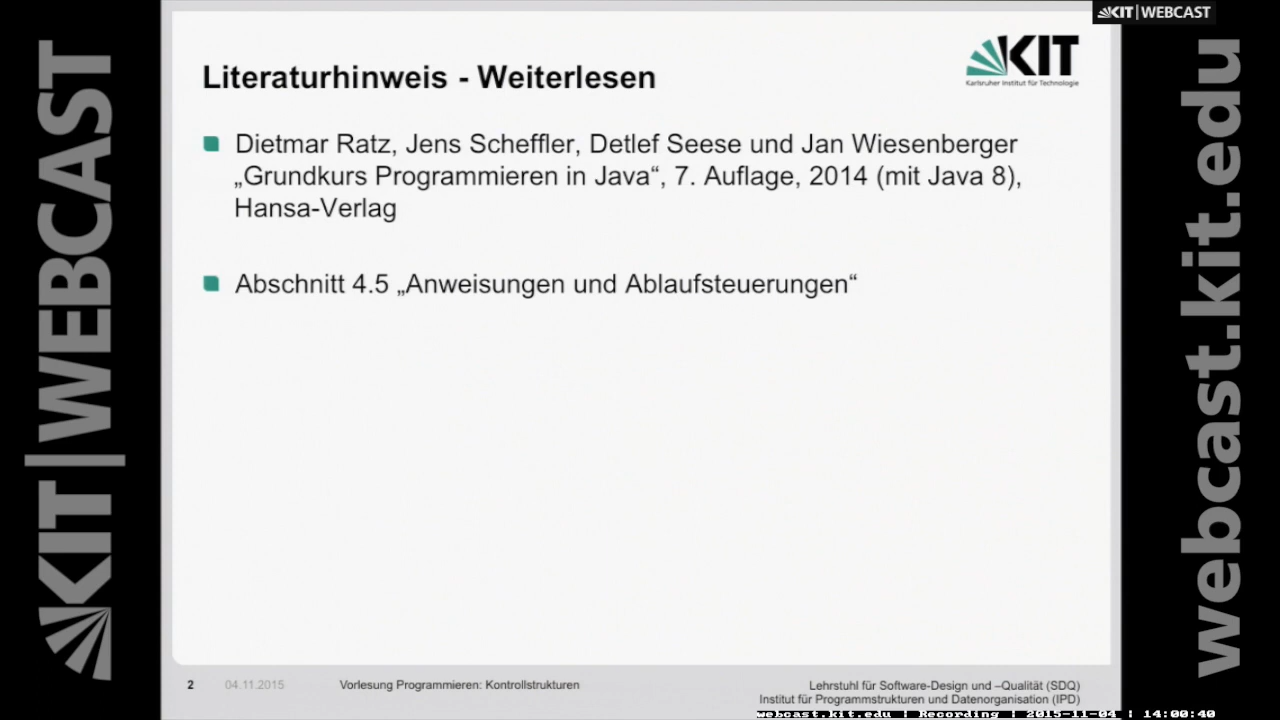 KIT | WEBCAST
KIT|WEBCAST
webcast.kit.edu
KIT
Karlsruher Institut für Technologie
Literaturhinweis - Weiterlesen
Dietmar Ratz, Jens Scheffler, Detlef Seese und Jan Wiesenberger
„Grundkurs Programmieren in Java“, 7. Auflage, 2014 (mit Java 8),
Hansa-Verlag
Abschnitt 4.5 „Anweisungen und Ablaufsteuerungen“
2 04.11.2015 Vorlesung Programmieren: Kontrollstrukturen
Lehrstuhl für Software-Design und –Qualität (SDQ)
Institut für Programmstrukturen und Datenorganisation (IPD)
webcast.kit.edu | Recording | 2015-11-04 | 14:00:40